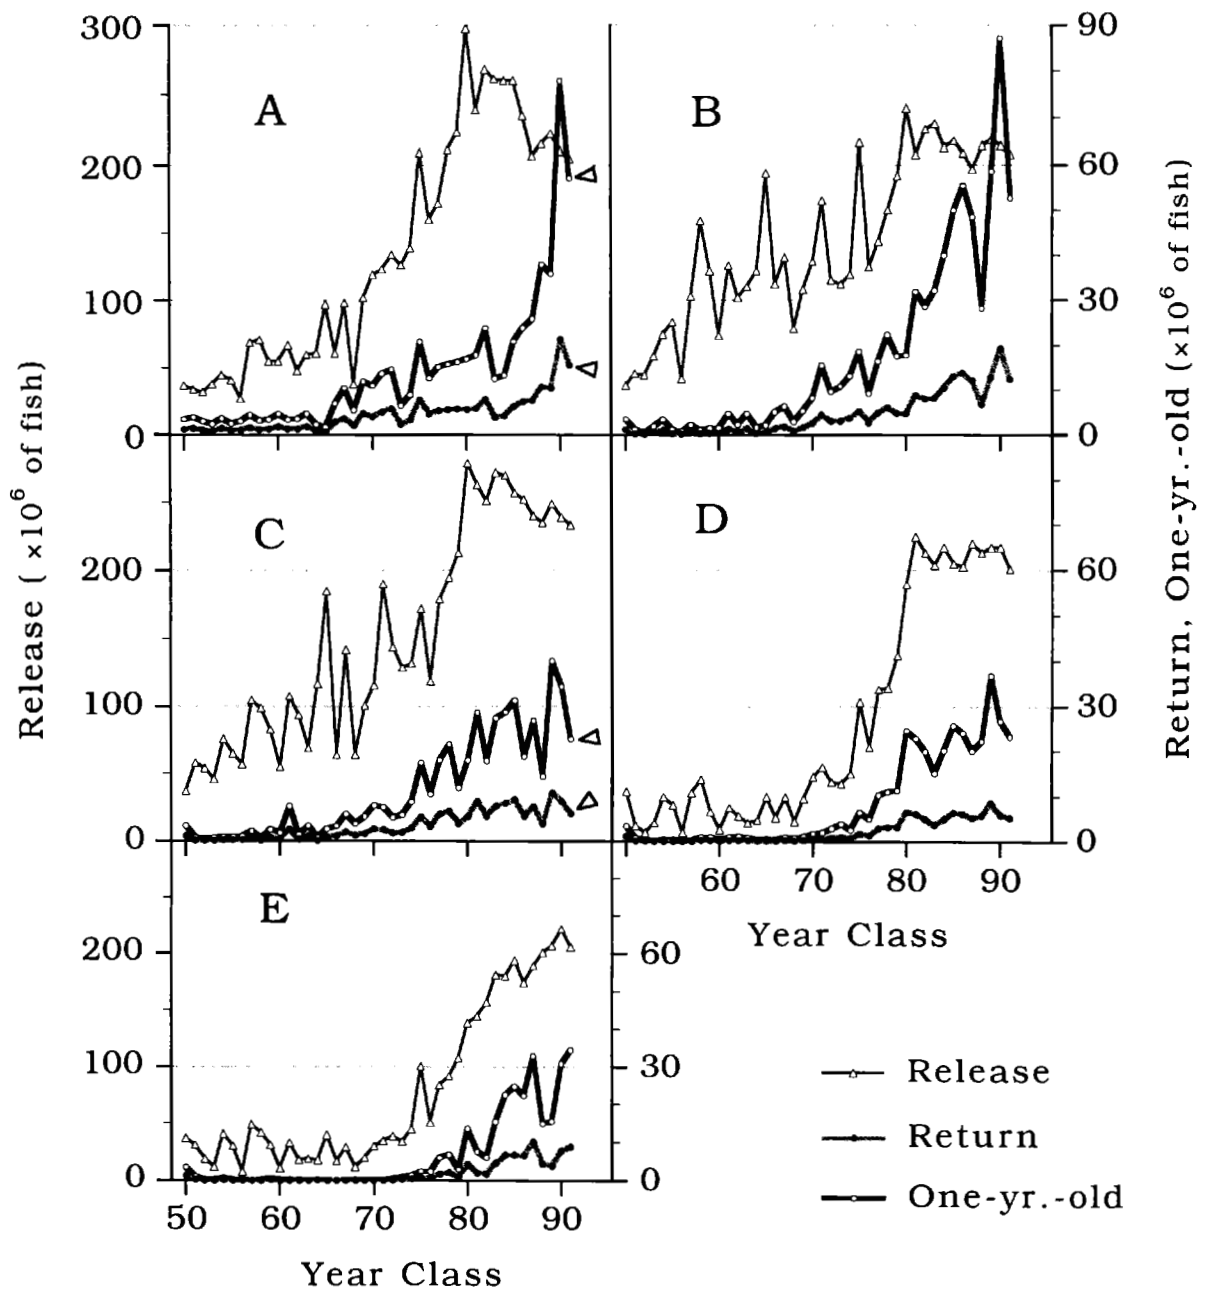 300
200
100
0
A
B
90
60
30
0
200
100
0
C
D
60
30
0
60 70 80 90
Year Class
200
100
0
E
60
30
0
50 60 70 80 90
Year Class
Release ( ×10⁶ of fish)
Return, One-yr.-old (×10⁶ of fish)
Release
Return
One-yr.-old